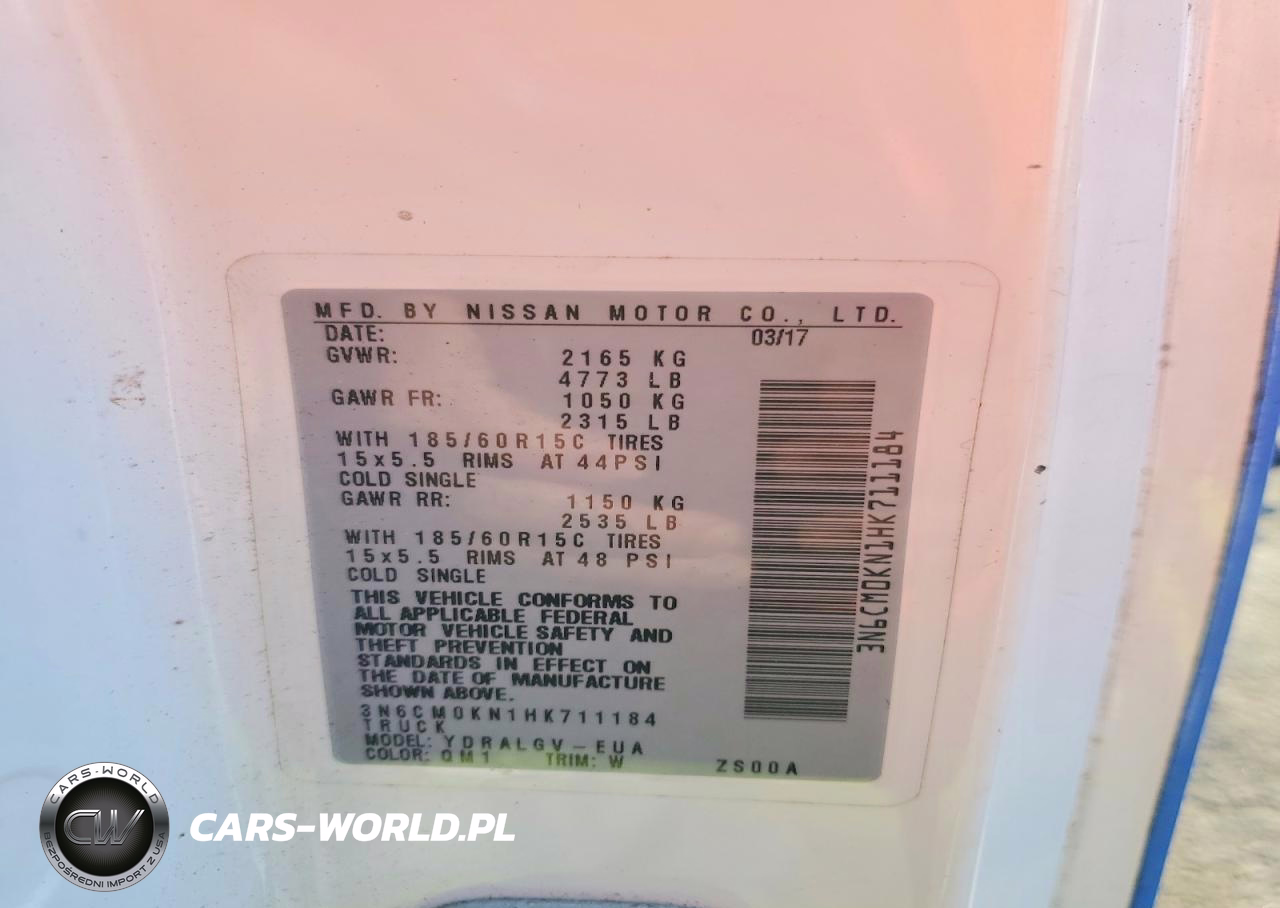 MFD. BY NISSAN MOTOR CO., LTD.
DATE: 03/17
GVWR: 2165 KG
4773 LB
GAWR FR: 1050 KG
2315 LB
WITH 185/60R15C TIRES
15x5.5 RIMS AT 44PSI
COLD SINGLE
GAWR RR: 1150 KG
2535 LB
WITH 185/60R15C TIRES
15x5.5 RIMS AT 48 PSI
COLD SINGLE
THIS VEHICLE CONFORMS TO
ALL APPLICABLE FEDERAL
MOTOR VEHICLE SAFETY AND
THEFT PREVENTION
STANDARDS IN EFFECT ON
THE DATE OF MANUFACTURE
SHOWN ABOVE.
3N6CM0KN1HK711184
TRUCK
MODEL: YDRALGV-EUA
COLOR: QM1 TRIM: W ZS00A
3N6CM0KN1HK711184
CARS-WORLD
CW
BEZPOŚREDNI IMPORT Z USA
CARS-WORLD.PL